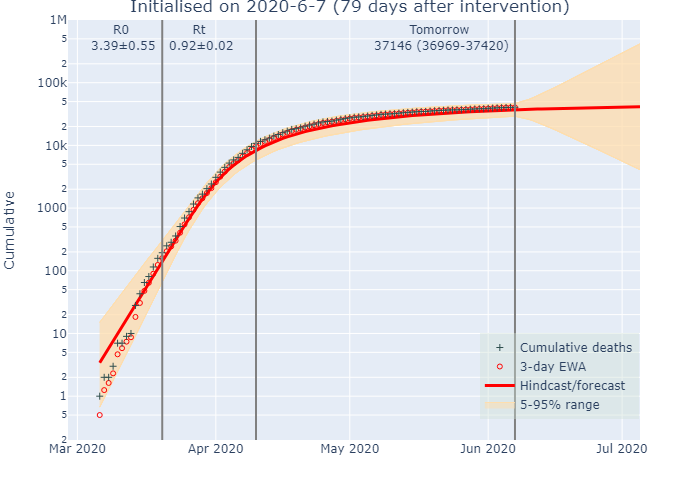 Initialised on 2020-6-7 (79 days after intervention)
R0
3.39±0.55
Rt
0.92±0.02
Tomorrow
37146 (36969-37420)
Cumulative
1M
5
2
100k
5
2
10k
5
2
1000
5
2
100
5
2
10
5
2
1
5
2
Mar 2020
Apr 2020
May 2020
Jun 2020
Jul 2020
Cumulative deaths
3-day EWA
Hindcast/forecast
5-95% range